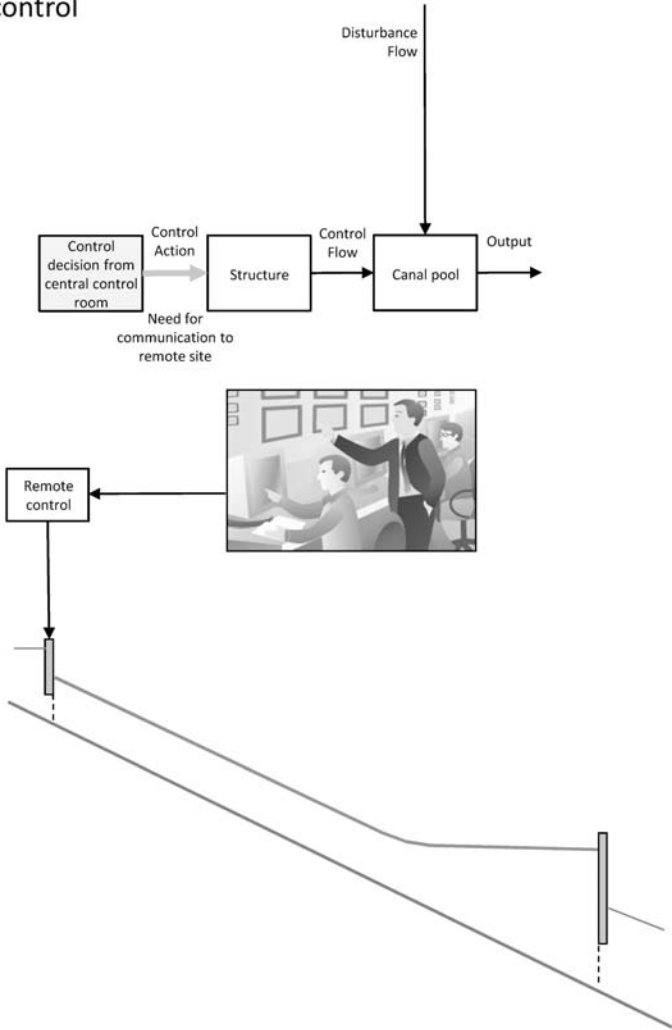 control
Disturbance
Flow
Control
decision from
central control
room
Control
Action
Need for
communication to
remote site
Structure
Control
Flow
Canal pool
Output
Remote
control